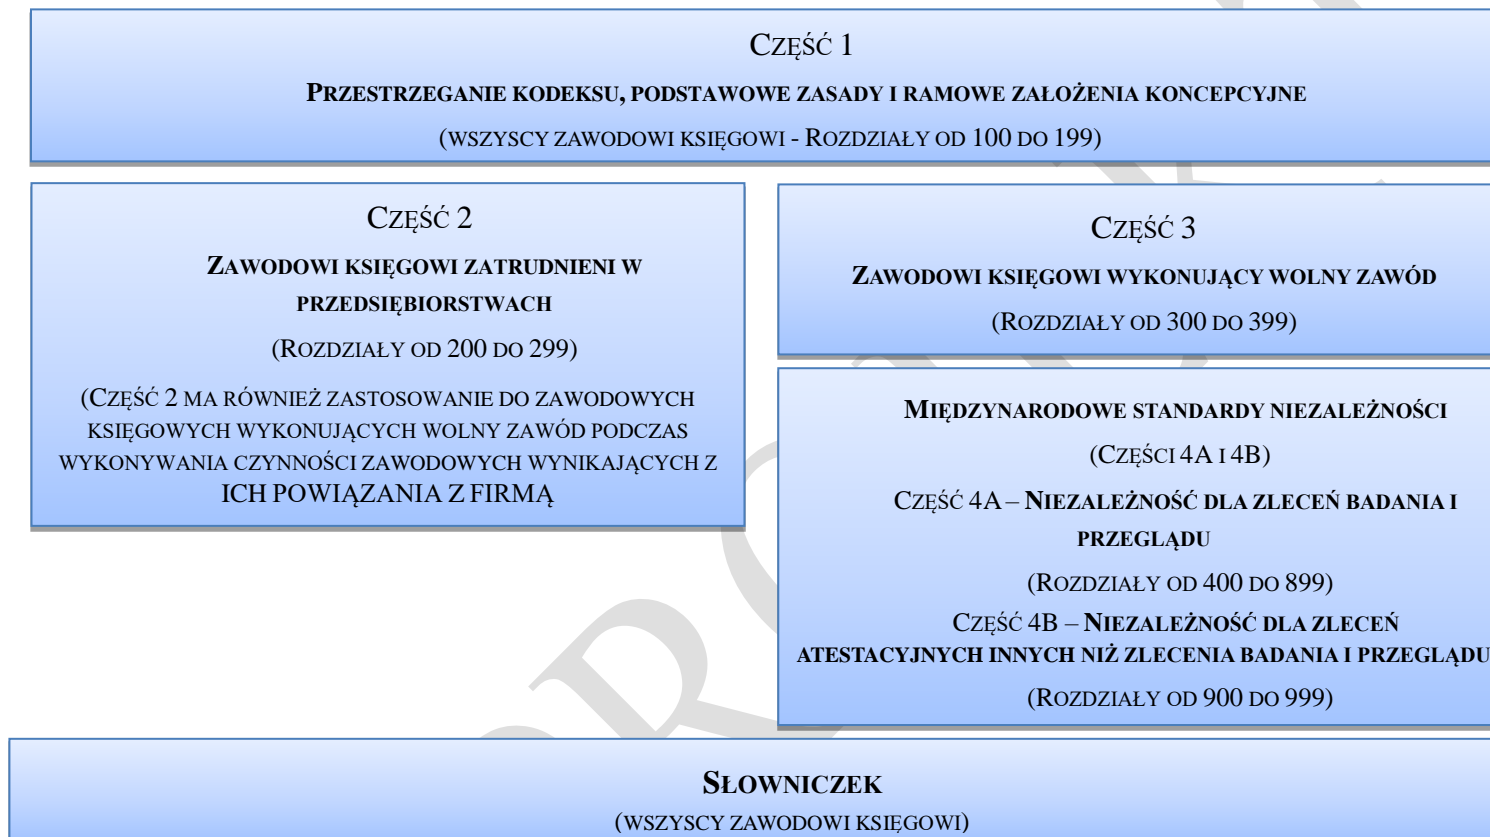 CZĘŚĆ 1
PRZESTRZEGANIE KODEKSU, PODSTAWOWE ZASADY I RAMOWE ZAŁOŻENIA KONCEPCYJNE
(WSZYSCY ZAWODOWI KSIĘGOWI - ROZDZIAŁY OD 100 DO 199)
CZĘŚĆ 2
ZAWODOWI KSIĘGOWI ZATRUDNIENI W
PRZEDSIĘBIORSTWACH
(ROZDZIAŁY OD 200 DO 299)
(CZĘŚĆ 2 MA RÓWNIEŻ ZASTOSOWANIE DO ZAWODOWYCH
KSIĘGOWYCH WYKONUJĄCYCH WOLNY ZAWÓD PODCZAS
WYKONYWANIA CZYNNOŚCI ZAWODOWYCH WYNIKAJĄCYCH Z
ICH POWIĄZANIA Z FIRMĄ
CZĘŚĆ 3
ZAWODOWI KSIĘGOWI WYKONUJĄCY WOLNY ZAWÓD
(ROZDZIAŁY OD 300 DO 399)
MIĘDZYNARODOWE STANDARDY NIEZALEŻNOŚCI
(CZĘŚCI 4A I 4B)
CZĘŚĆ 4A – NIEZALEŻNOŚĆ DLA ZLECEŃ BADANIA I
PRZEGLĄDU
(ROZDZIAŁY OD 400 DO 899)
CZĘŚĆ 4B – NIEZALEŻNOŚĆ DLA ZLECEŃ
ATESTACYJNYCH INNYCH NIŻ ZLECENIA BADANIA I PRZEGLĄDU
(ROZDZIAŁY OD 900 DO 999)
SŁOWNICZEK
(WSZYSCY ZAWODOWI KSIĘGOWI)